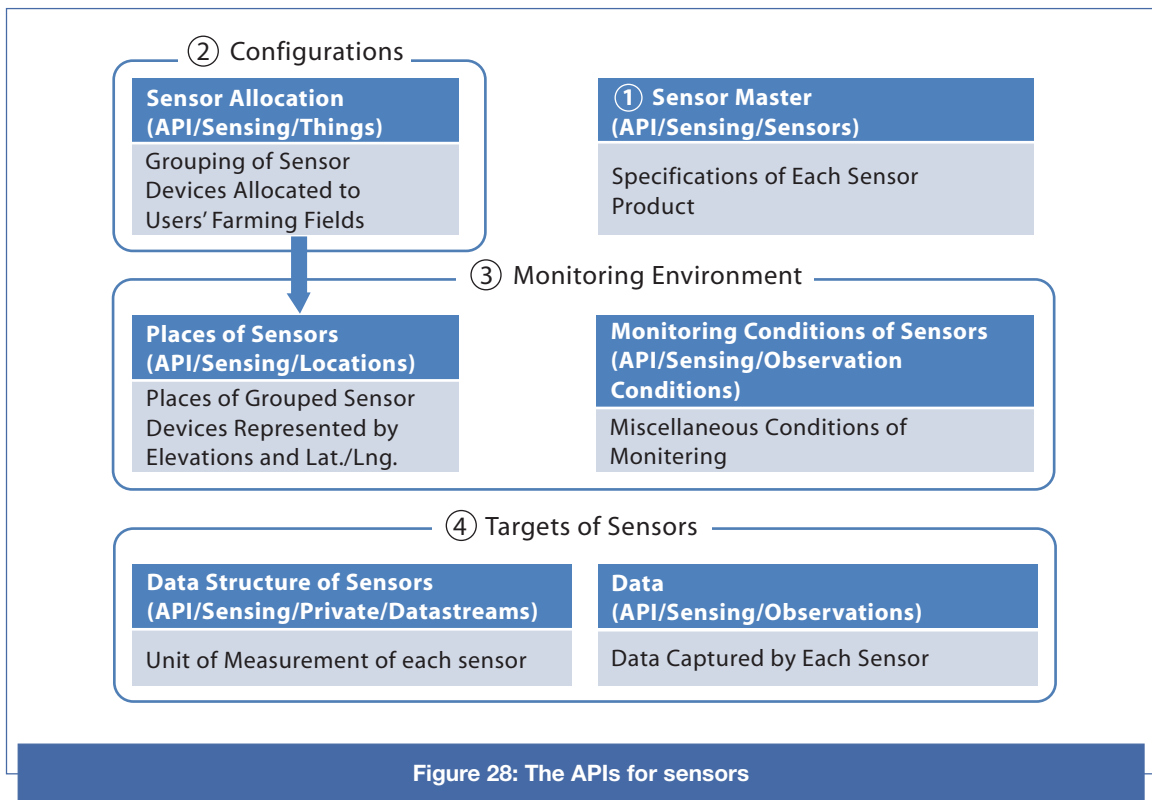 ② Configurations
Sensor Allocation
(API/Sensing/Things)
Grouping of Sensor
Devices Allocated to
Users’ Farming Fields
① Sensor Master
(API/Sensing/Sensors)
Specifications of Each Sensor
Product
③ Monitoring Environment
Places of Sensors
(API/Sensing/Locations)
Places of Grouped Sensor
Devices Represented by
Elevations and Lat./Lng.
Monitoring Conditions of Sensors
(API/Sensing/Observation
Conditions)
Miscellaneous Conditions of
Monitering
④ Targets of Sensors
Data Structure of Sensors
(API/Sensing/Private/Datastreams)
Unit of Measurement of each sensor
Data
(API/Sensing/Observations)
Data Captured by Each Sensor
Figure 28: The APIs for sensors